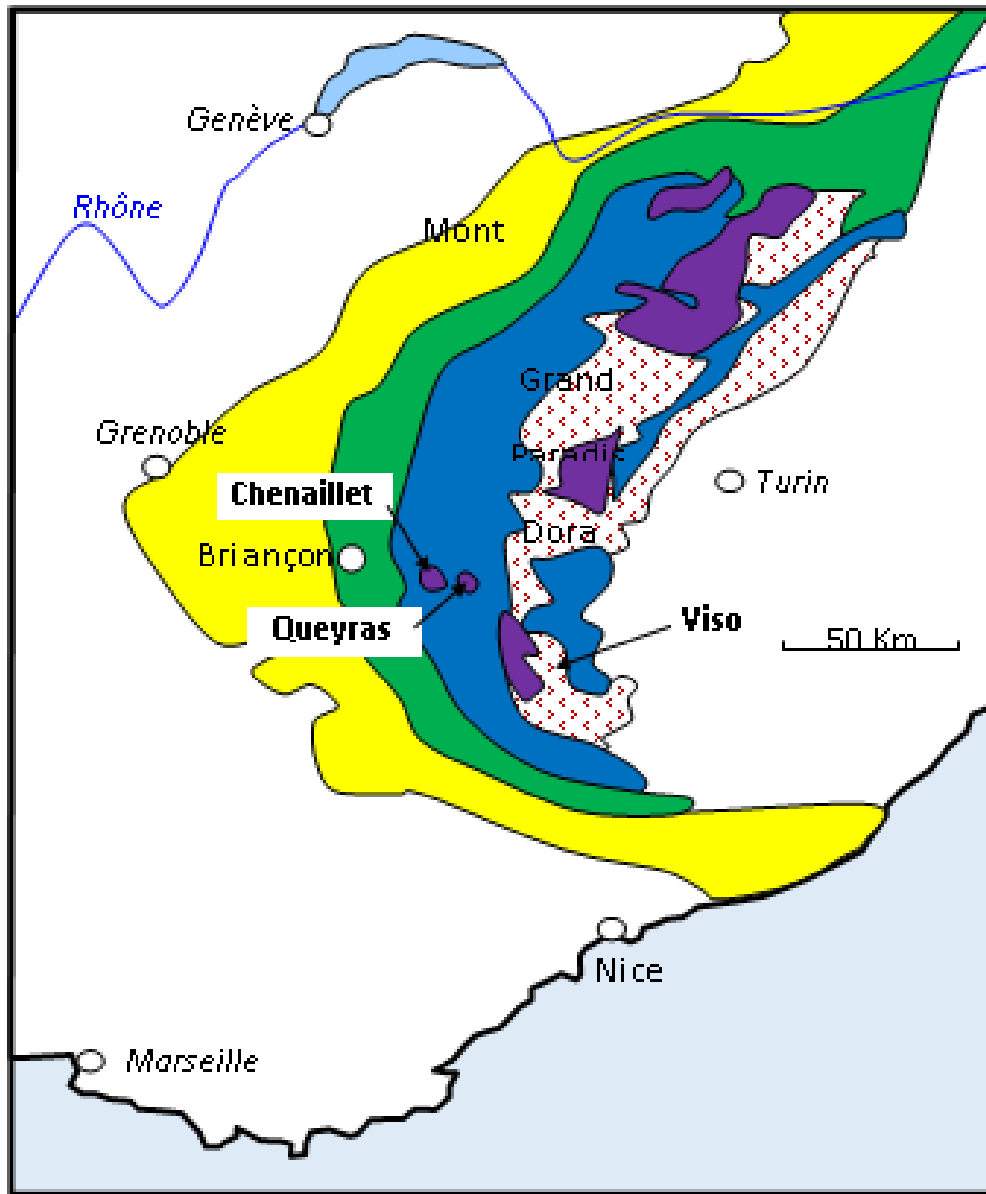 Genève
Rhône
Mont
Grand
Grenoble
Paradis
Turin
Chenaillet
Dora
Briançon
Queyras
Viso
50 Km
Nice
Marseille